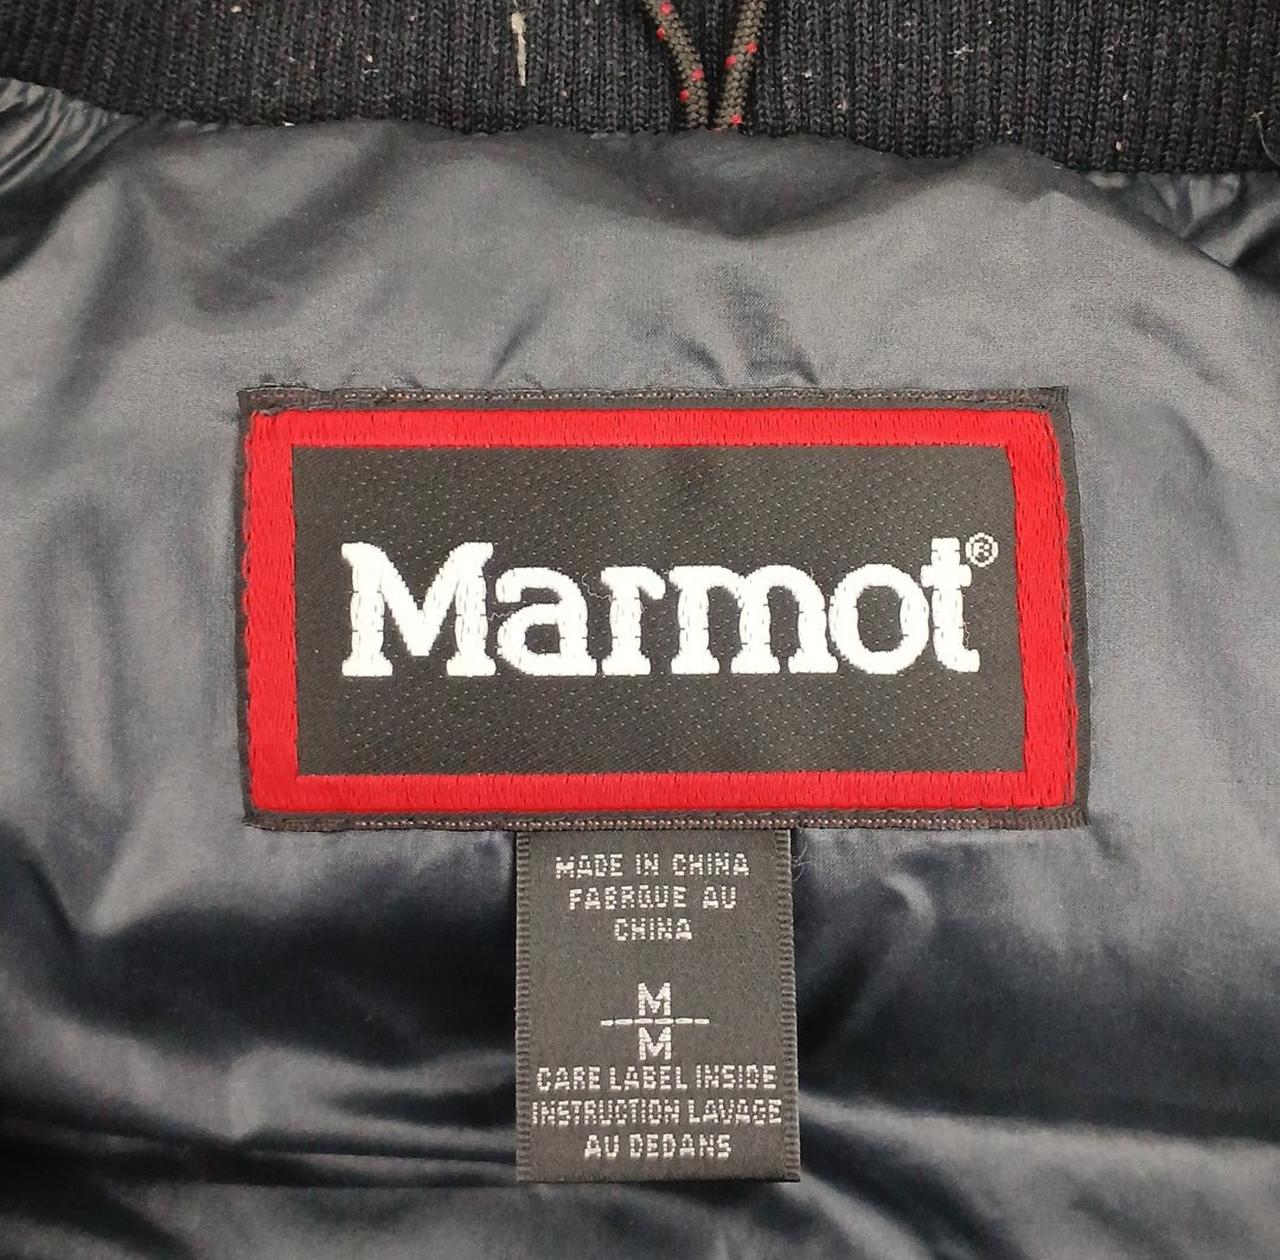 Marmot®
MADE IN CHINA
FABRQUE AU
CHINA
M
M
CARE LABEL INSIDE
INSTRUCTION LAVAGE
AU DEDANS